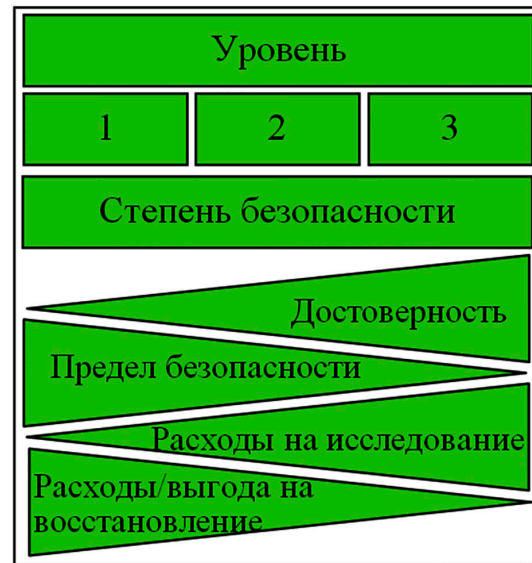 Уровень
1 2 3
Степень безопасности
Достоверность
Предел безопасности
Расходы на исследование
Расходы/выгода на
восстановление